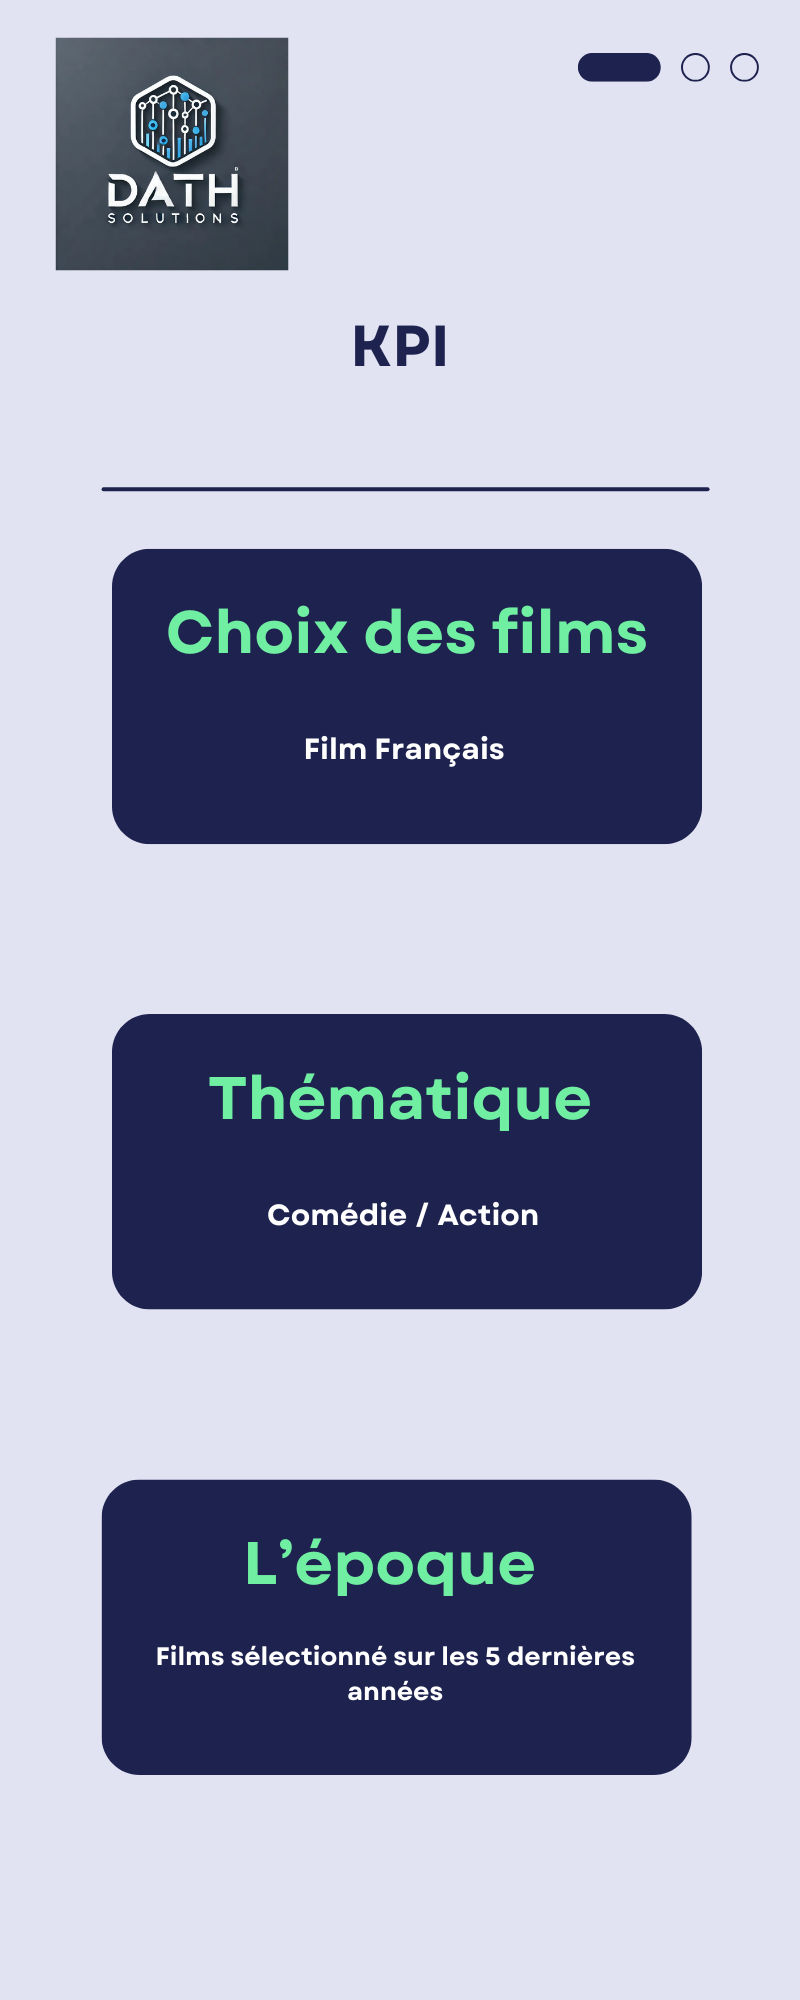 DATH
SOLUTIONS
KPI
Choix des films
Film Français
Thématique
Comédie / Action
L’époque
Films sélectionné sur les 5 dernières
années